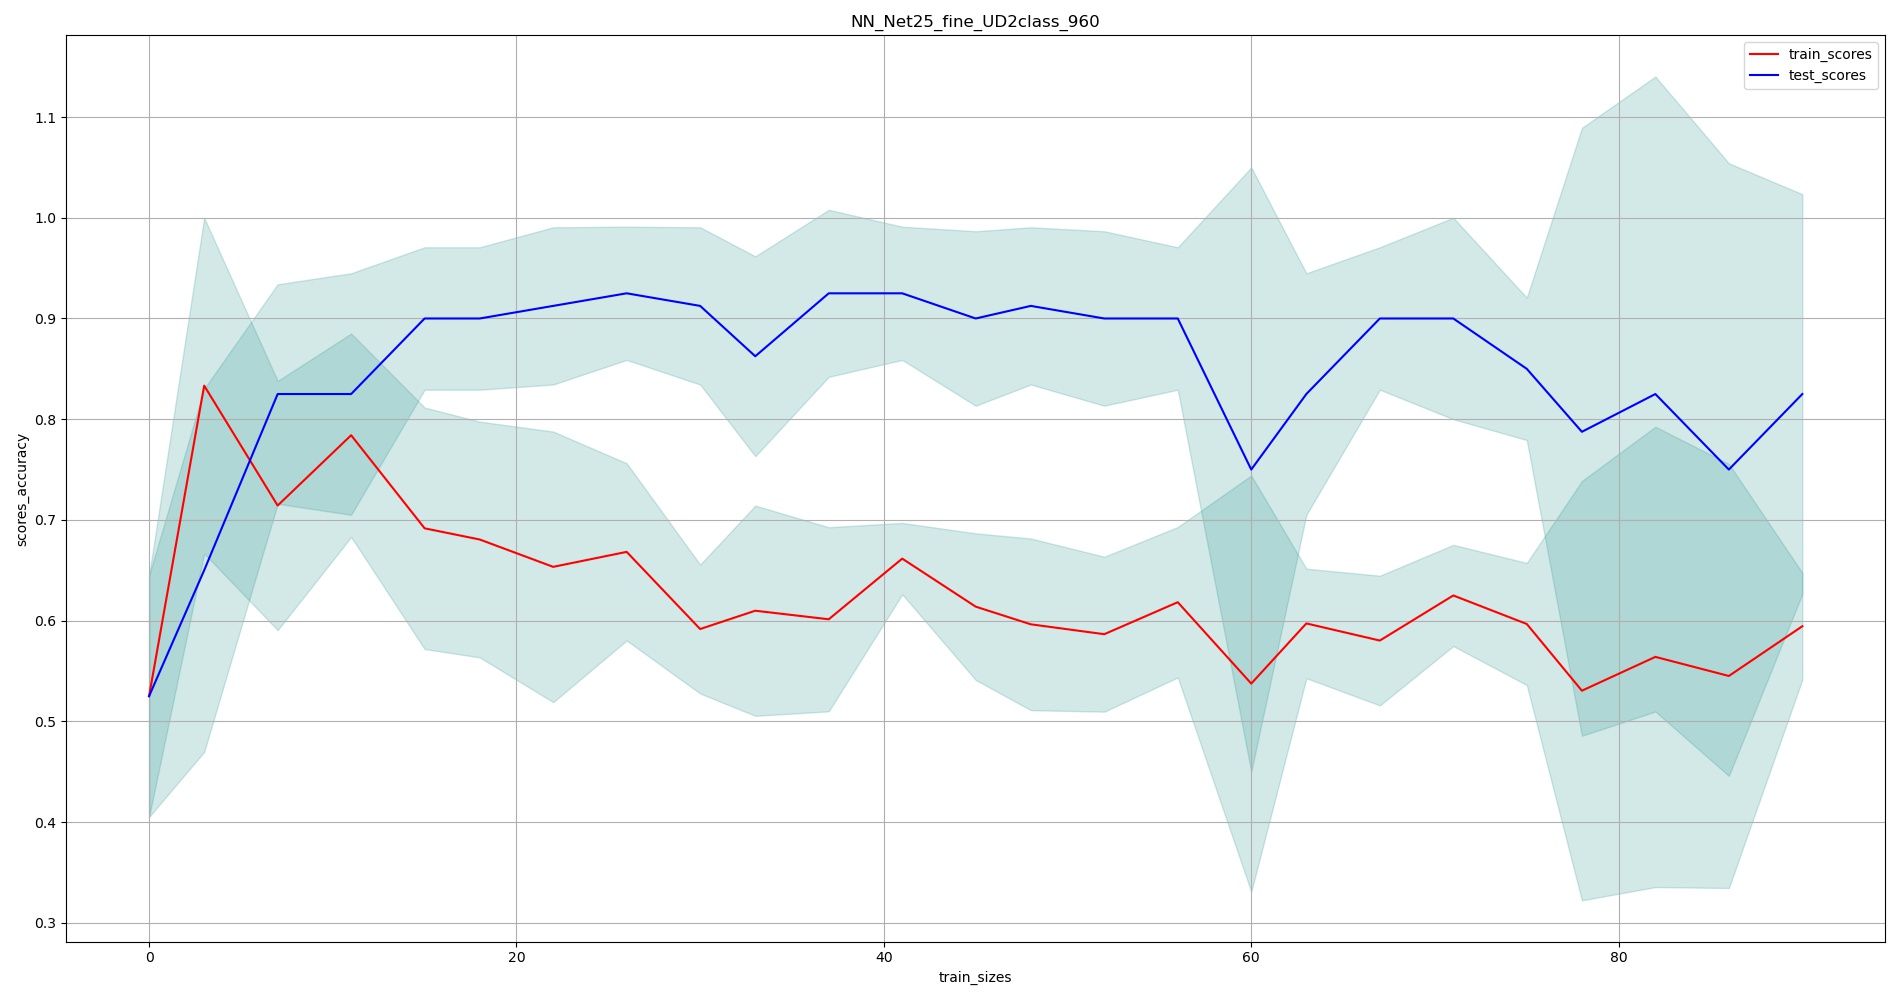 NN_Net25_fine_UD2class_960
train_scores
test_scores
1.1
1.0
0.9
0.8
0.7
0.6
0.5
0.4
0.3
scores_accuracy
0 20 40 60 80
train_sizes